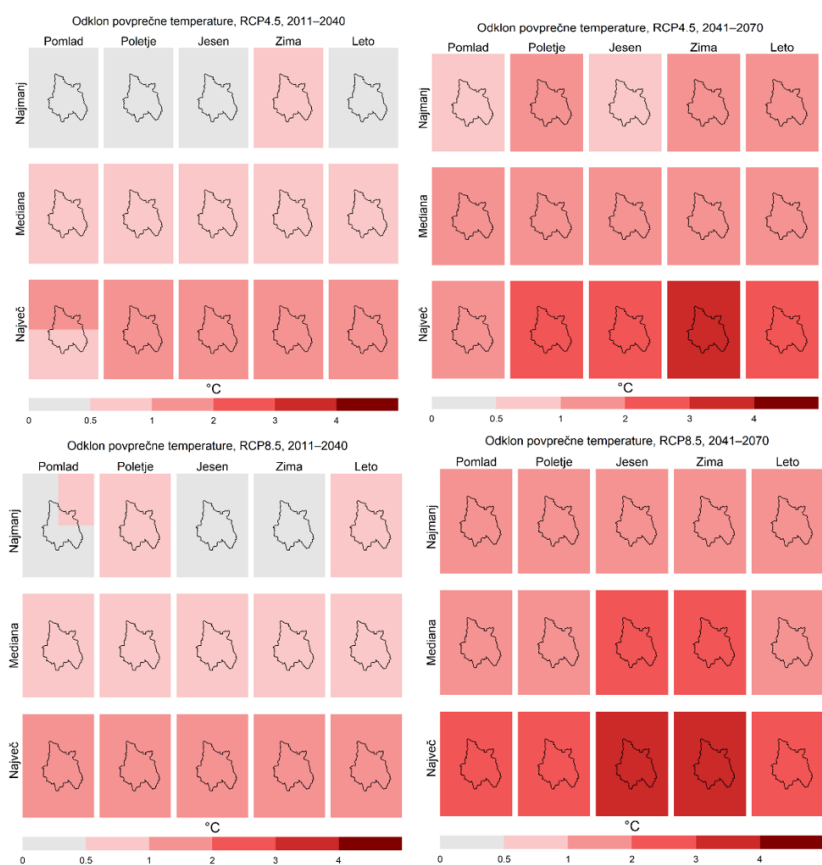 Odklon povprečne temperature, RCP4.5, 2011–2040
Pomlad Poletje Jesen Zima Leto
Najmanj
Mediana
Največ
°C
0 0.5 1 2 3 4
Odklon povprečne temperature, RCP4.5, 2041–2070
Pomlad Poletje Jesen Zima Leto
Najmanj
Mediana
Največ
°C
0 0.5 1 2 3 4
Odklon povprečne temperature, RCP8.5, 2011–2040
Pomlad Poletje Jesen Zima Leto
Najmanj
Mediana
Največ
°C
0 0.5 1 2 3 4
Odklon povprečne temperature, RCP8.5, 2041–2070
Pomlad Poletje Jesen Zima Leto
Najmanj
Mediana
Največ
°C
0 0.5 1 2 3 4